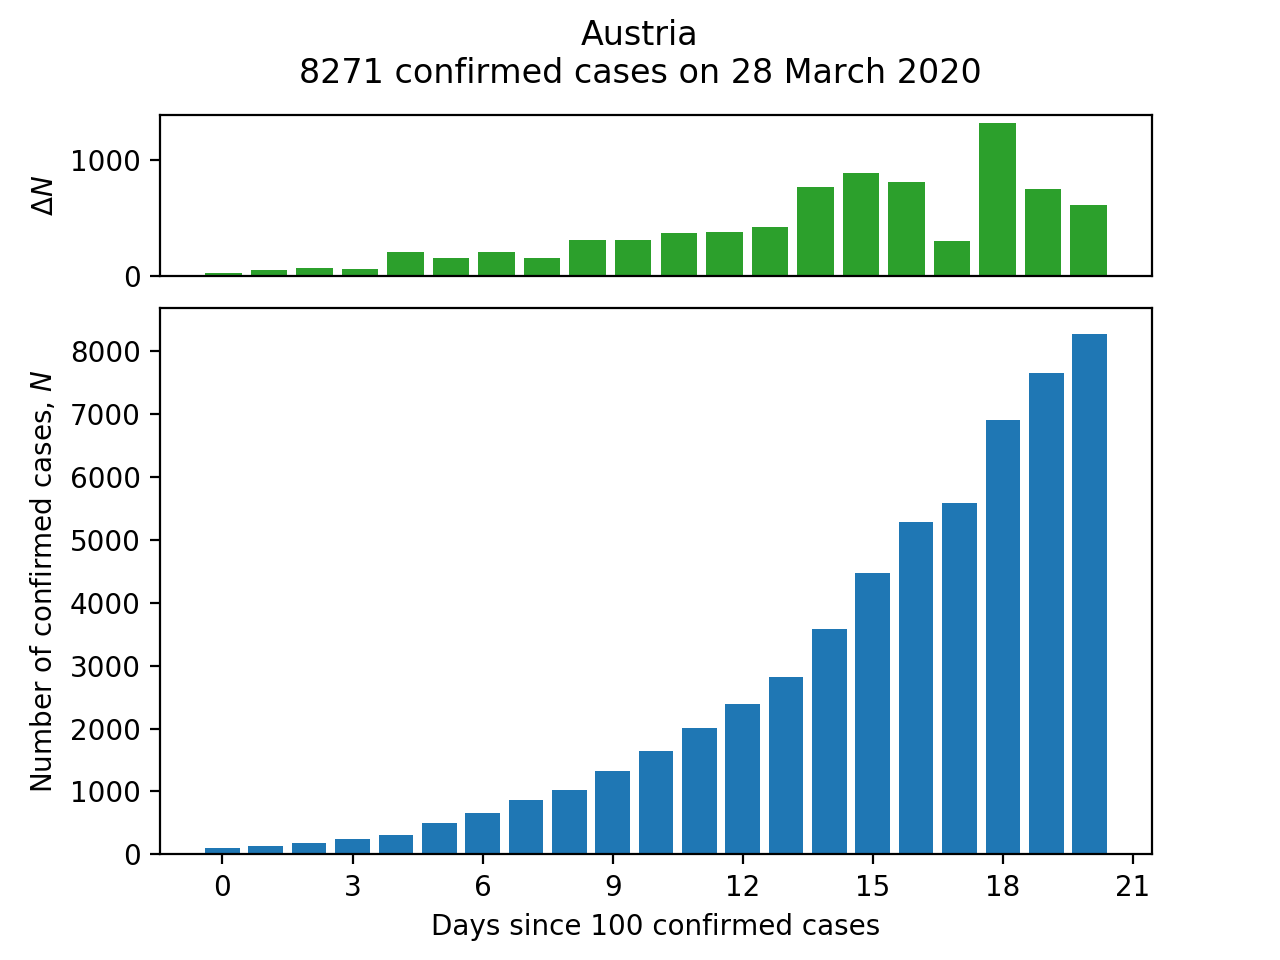 Austria
8271 confirmed cases on 28 March 2020
ΔN
1000
0
Number of confirmed cases, N
8000
7000
6000
5000
4000
3000
2000
1000
0
0 3 6 9 12 15 18 21
Days since 100 confirmed cases